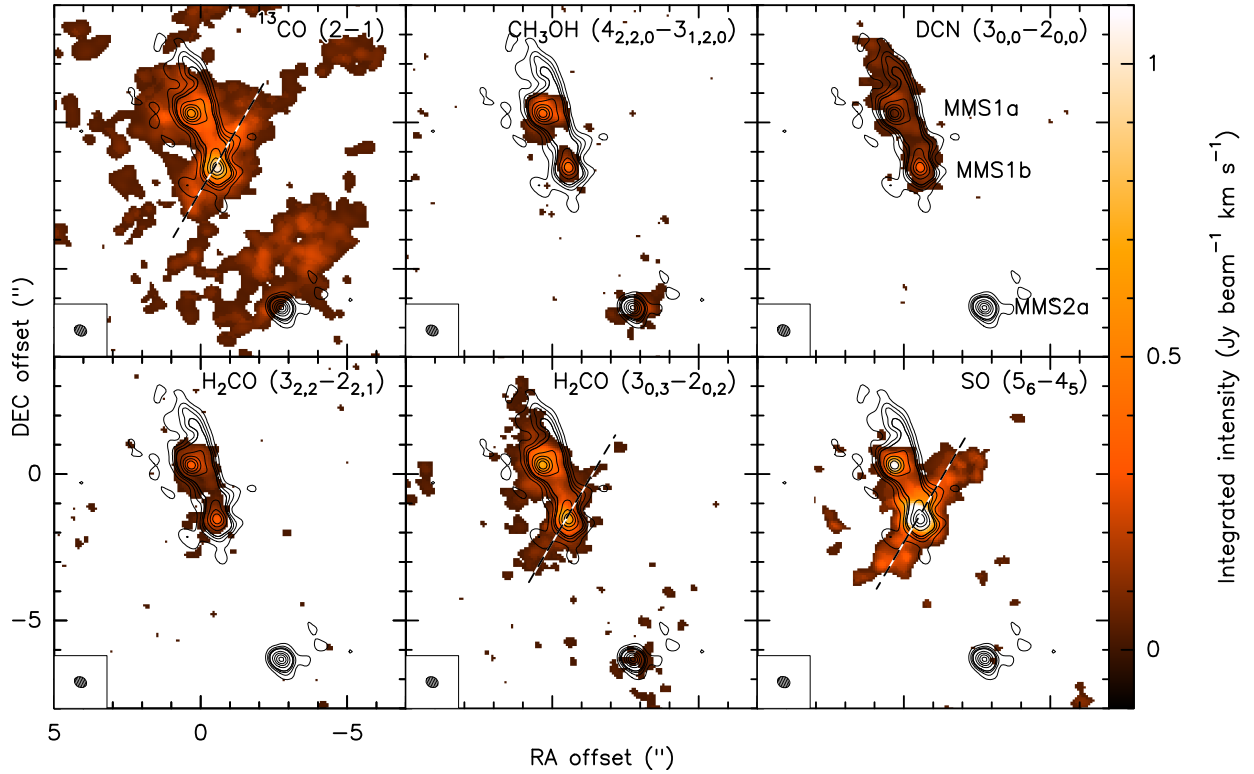 ¹³CO (2−1)
CH₃OH (4₂,₂,₀−3₁,₂,₀)
DCN (3₀,₀−2₀,₀)
MMS1a
MMS1b
MMS2a
H₂CO (3₂,₂−2₂,₁)
H₂CO (3₀,₃−2₀,₂)
SO (5₆−4₅)
DEC offset (")
0
−5
5
0
−5
RA offset (")
1
0.5
0
Integrated intensity (Jy beam⁻¹ km s⁻¹)